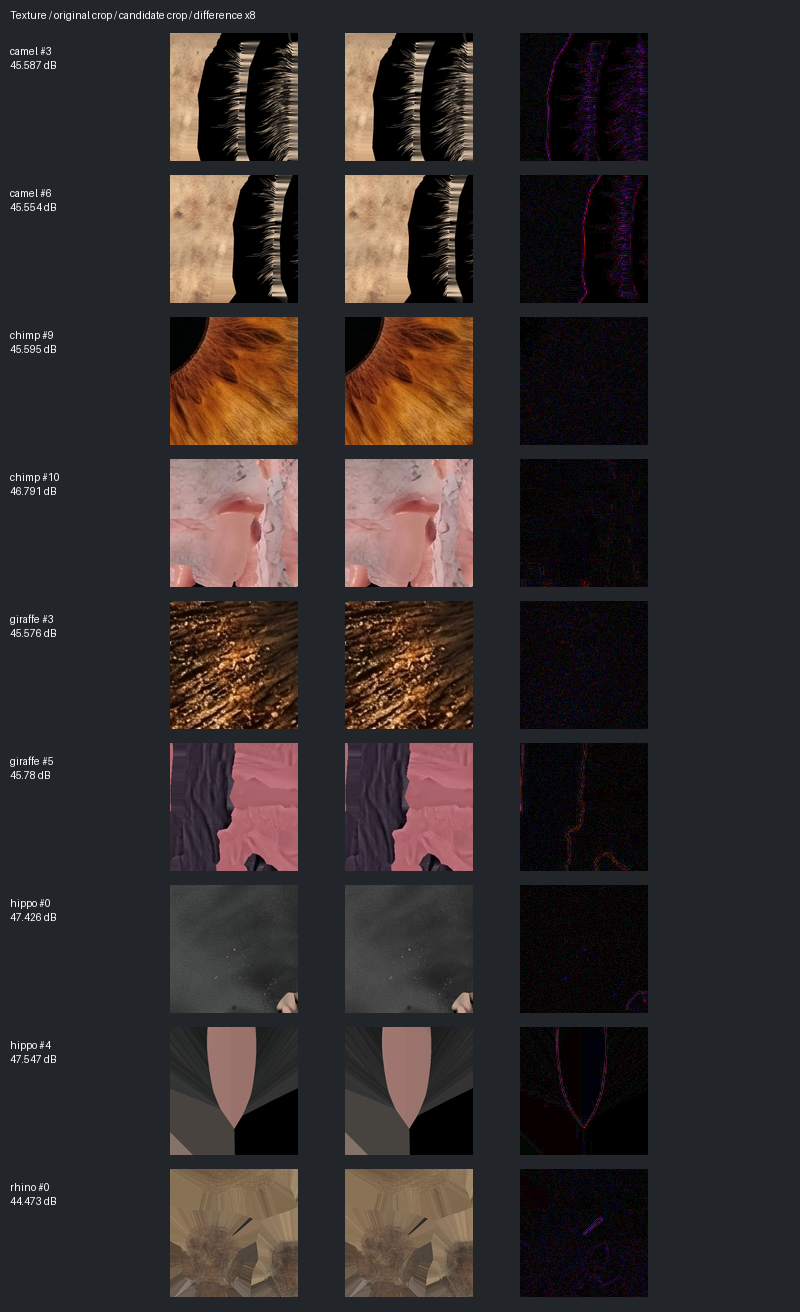 Texture / original crop / candidate crop / difference x8
camel #3
45.587 dB
camel #6
45.554 dB
chimp #9
45.595 dB
chimp #10
46.791 dB
giraffe #3
45.576 dB
giraffe #5
45.78 dB
hippo #0
47.426 dB
hippo #4
47.547 dB
rhino #0
44.473 dB